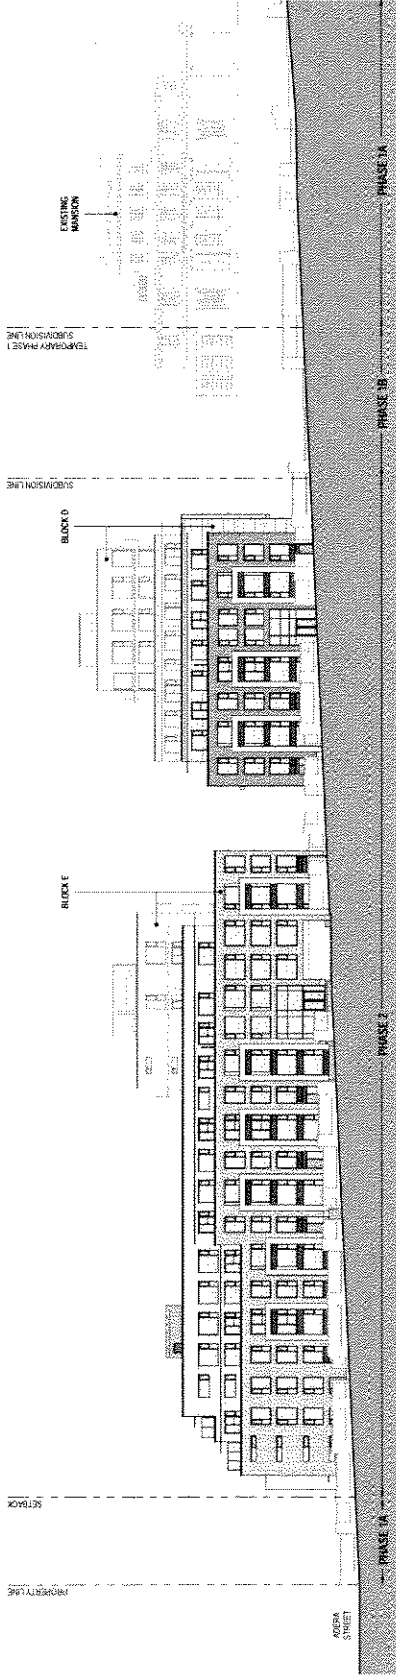 ADERA
STREET
PROPERTY LINE
SETBACK
BLOCK E
BLOCK D
SUBDIVISION LINE
TEMPORARY PHASE 1
SUBDIVISION LINE
EXISTING
MANSION
PHASE 1A
PHASE 2
PHASE 1B
PHASE 1A